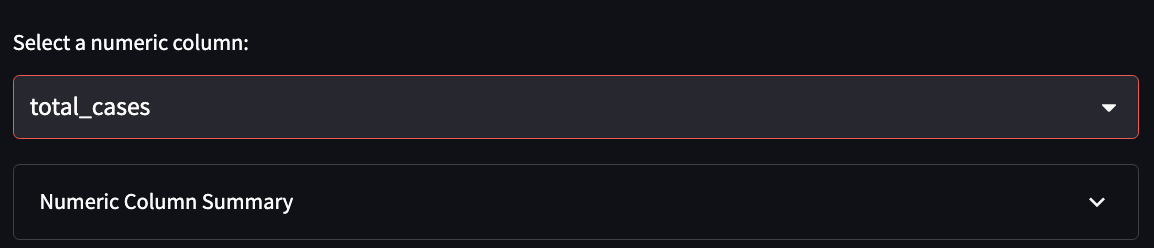 Select a numeric column:
total_cases
Numeric Column Summary